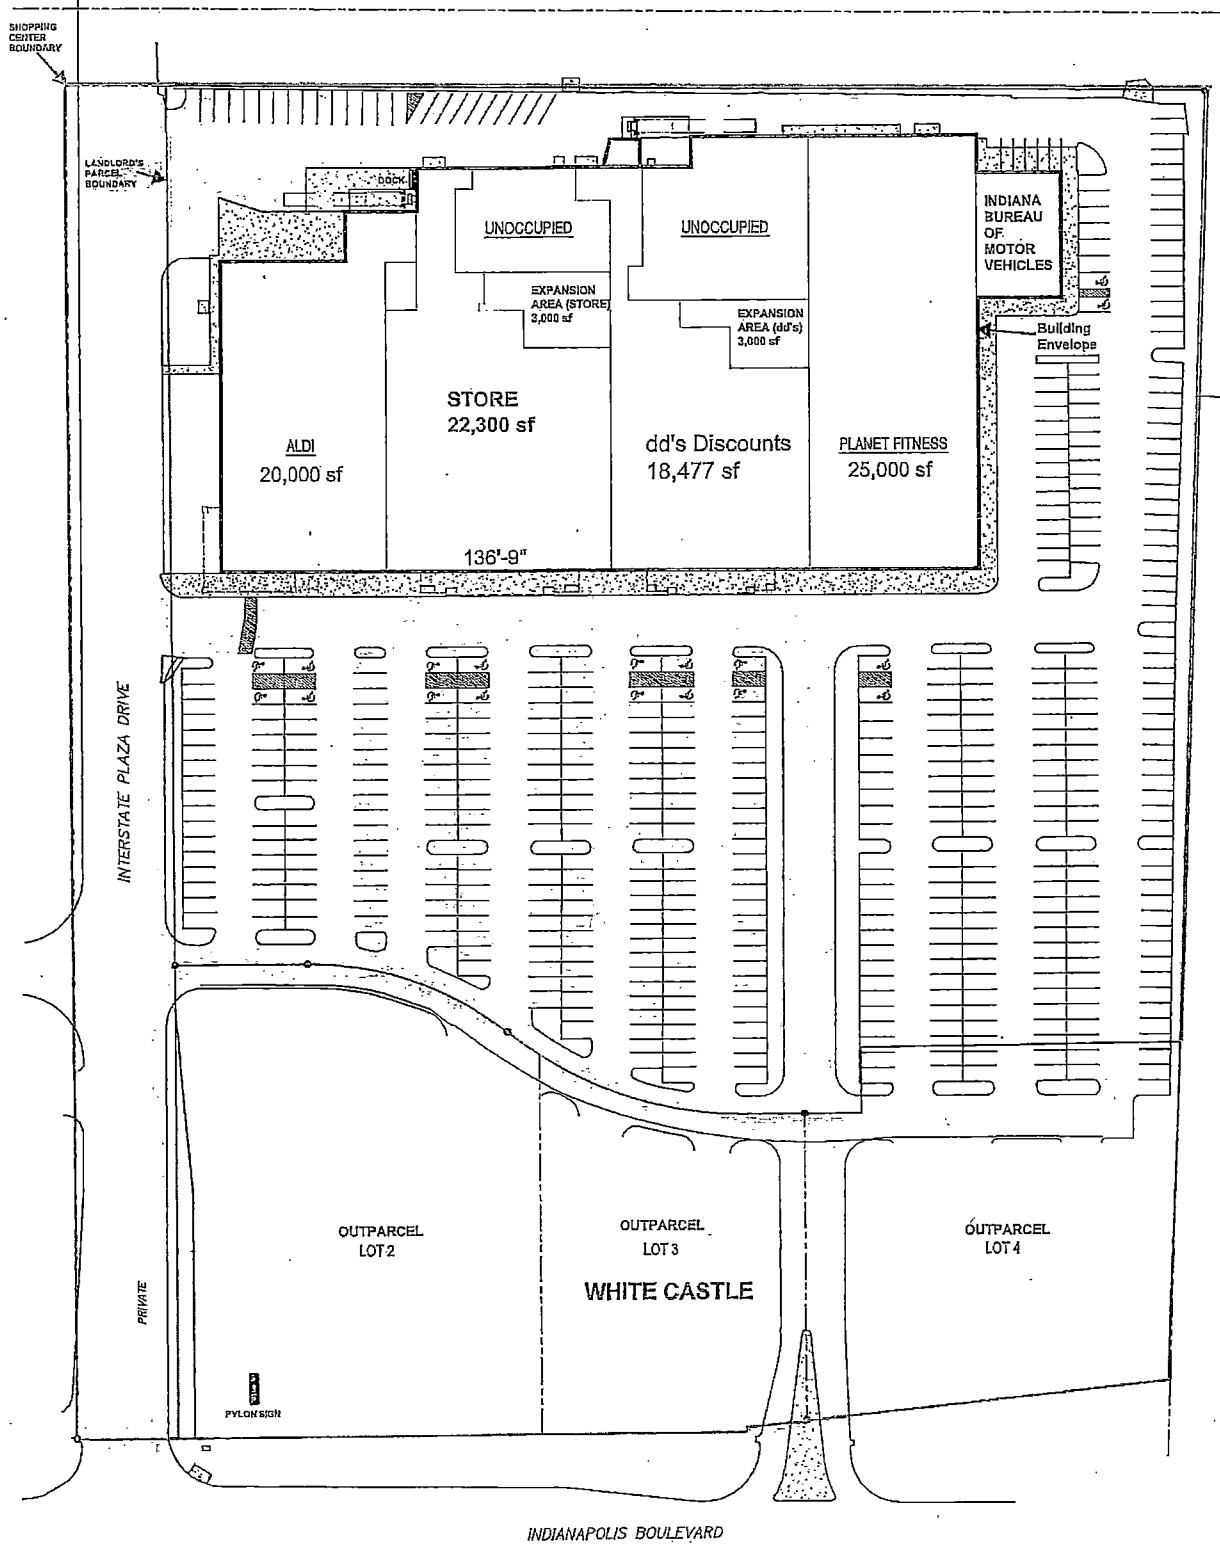 SHOPPING
CENTER
BOUNDARY
LANDLORD'S
PARCEL
BOUNDARY
DOCK
UNOCCUPIED
UNOCCUPIED
INDIANA
BUREAU
OF
MOTOR
VEHICLES
EXPANSION
AREA (STORE)
3,000 sf
EXPANSION
AREA (dd's)
3,000 sf
Building
Envelope
STORE
22,300 sf
ALDI
20,000 sf
dd's Discounts
18,477 sf
PLANET FITNESS
25,000 sf
136'-9"
INTERSTATE PLAZA DRIVE
OUTPARCEL
LOT 2
OUTPARCEL
LOT 3
WHITE CASTLE
OUTPARCEL
LOT 4
PRIVATE
PYLON SIGN
INDIANAPOLIS BOULEVARD